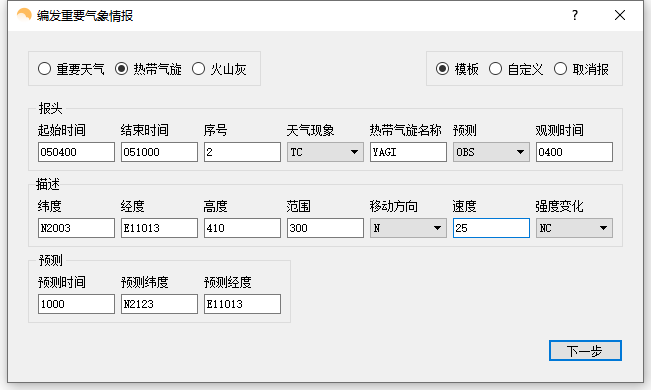 编发重要气象情报
重要天气 热带气旋 火山灰 模板 自定义 取消报
报头
起始时间 结束时间 序号 天气现象 热带气旋名称 预测 观测时间
050400 051000 2 TC YAGI OBS 0400
描述
纬度 经度 高度 范围 移动方向 速度 强度变化
N2003 E11013 410 300 N 25 NC
预测
预测时间 预测纬度 预测经度
1000 N2123 E11013
下一步